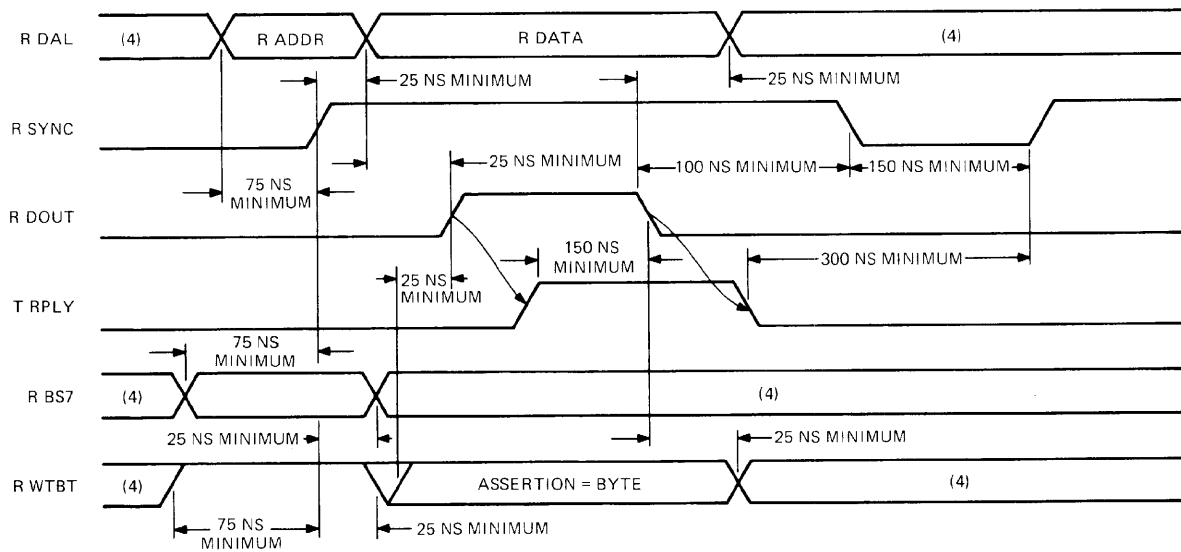 R DAL
(4)
R ADDR
R DATA
(4)
25 NS MINIMUM
25 NS MINIMUM
R SYNC
75 NS
MINIMUM
25 NS MINIMUM
100 NS MINIMUM
150 NS MINIMUM
R DOUT
25 NS
MINIMUM
150 NS
MINIMUM
300 NS MINIMUM
T RPLY
75 NS
MINIMUM
R BS7
(4)
(4)
25 NS MINIMUM
25 NS MINIMUM
R WTBT
(4)
ASSERTION = BYTE
(4)
75 NS
MINIMUM
25 NS MINIMUM